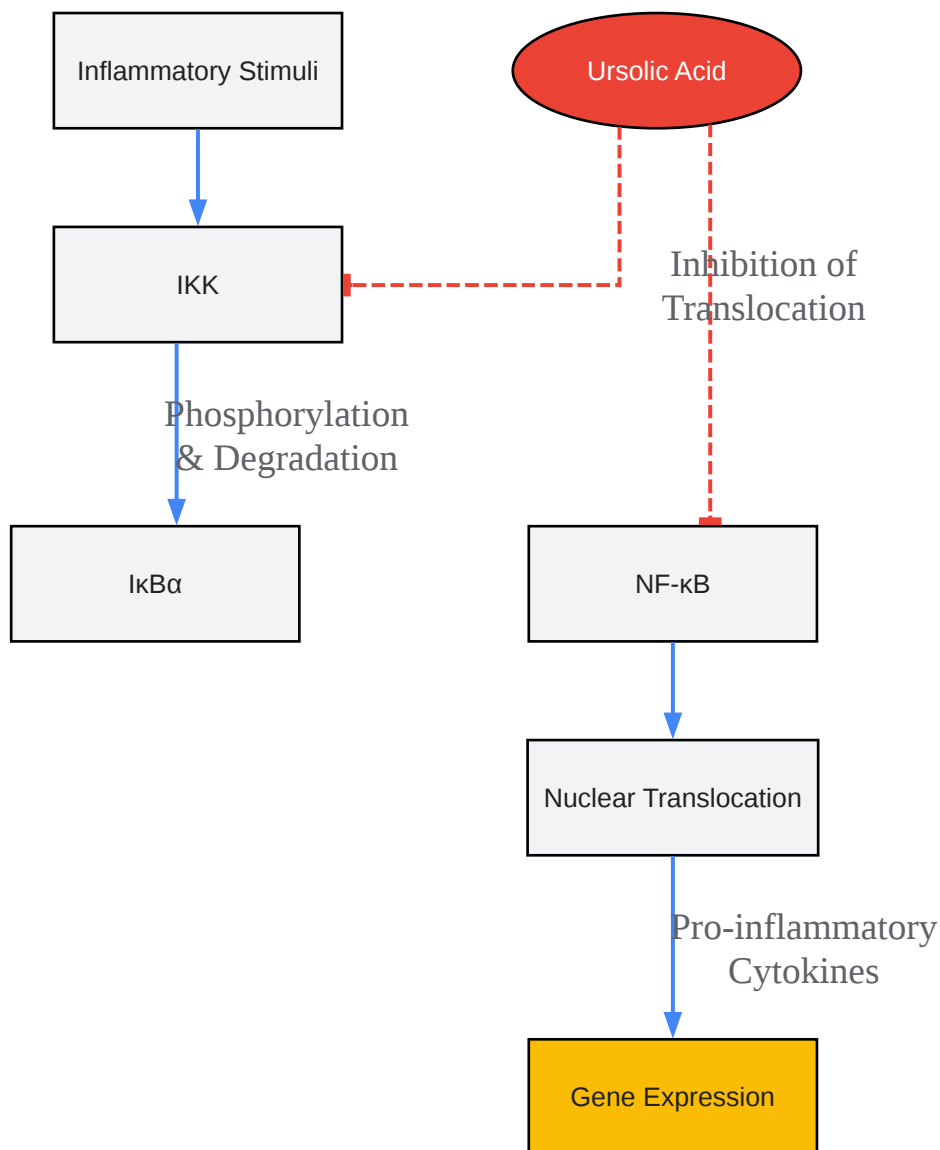 Inflammatory Stimuli
Ursolic Acid
IKK
Inhibition of
Translocation
Phosphorylation
& Degradation
IκBα
NF-κB
Nuclear Translocation
Pro-inflammatory
Cytokines
Gene Expression